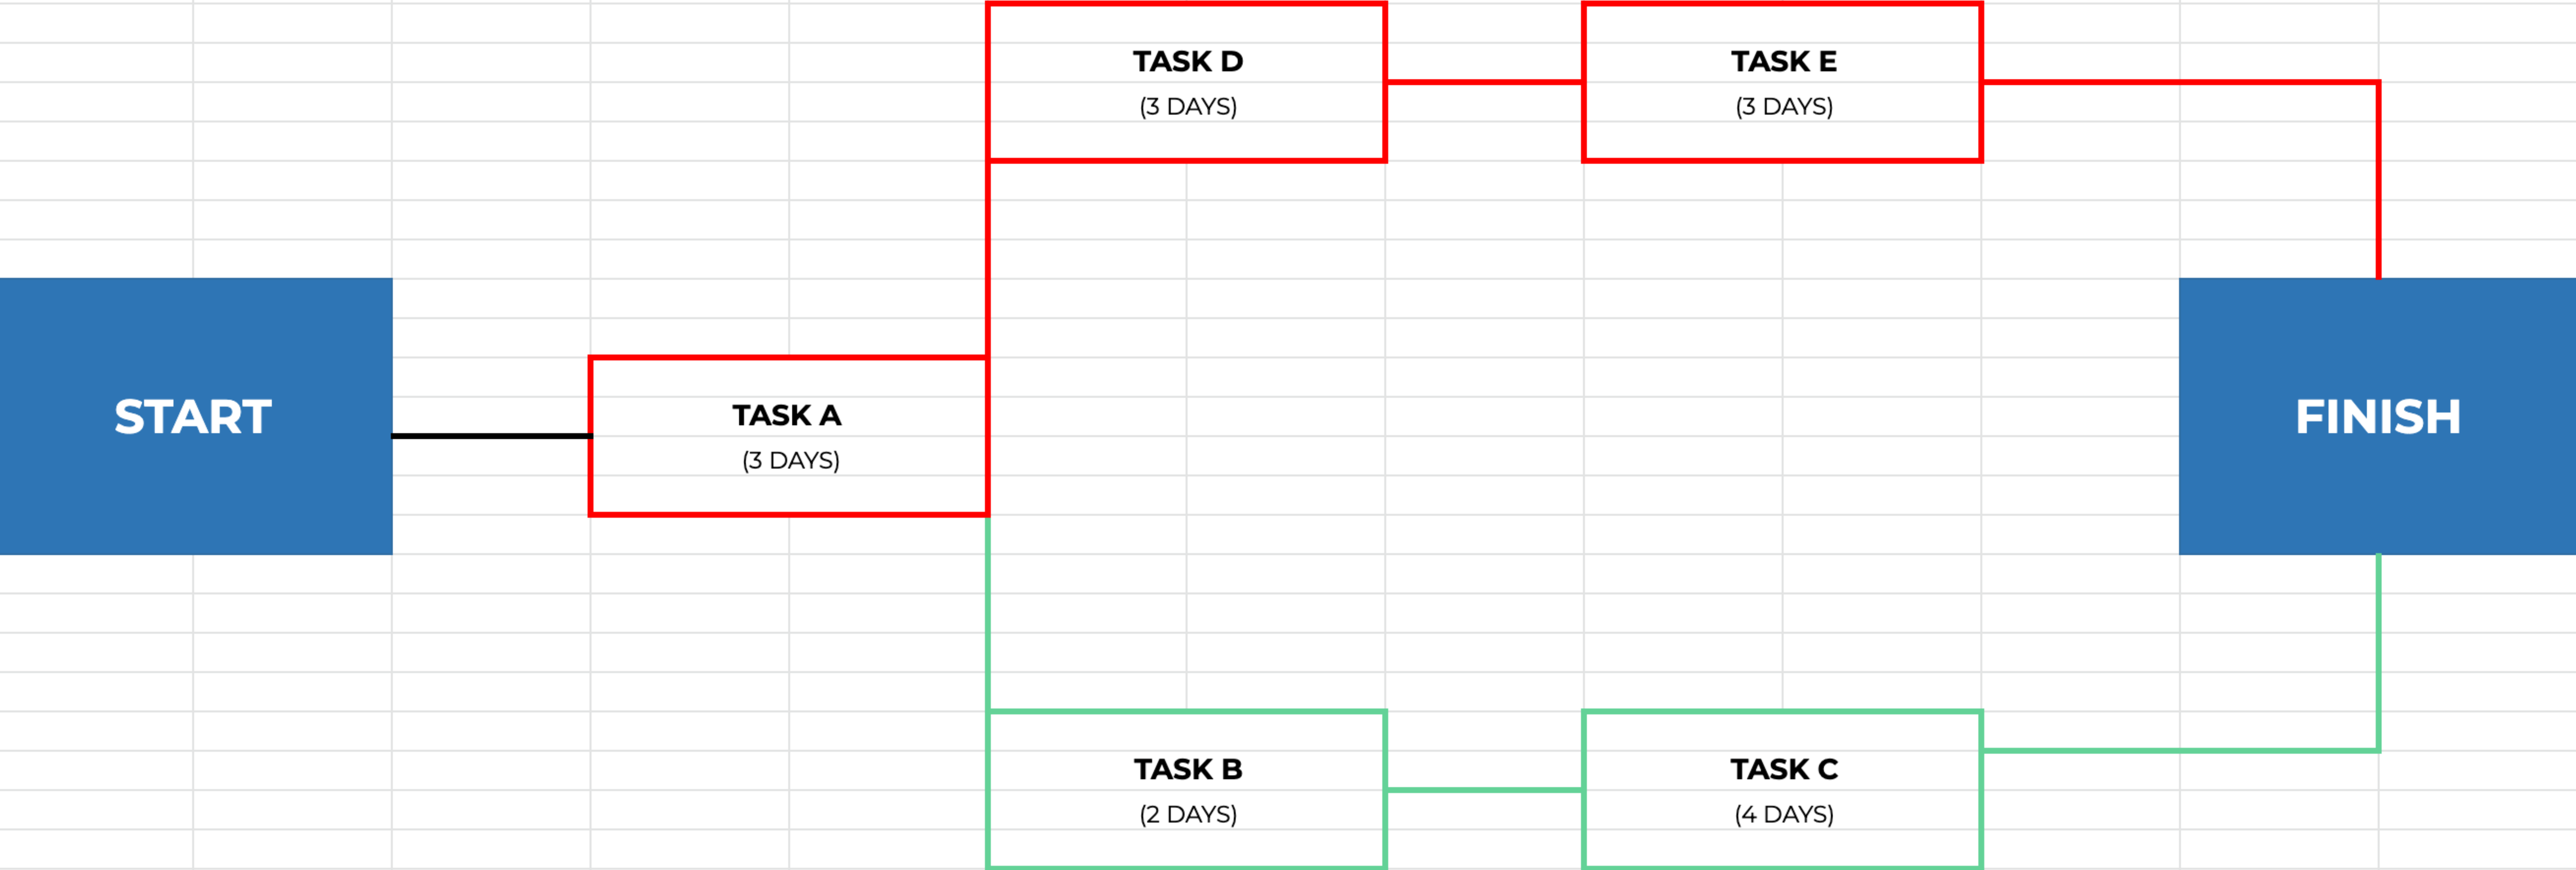 TASK D
(3 DAYS)
TASK E
(3 DAYS)
START
TASK A
(3 DAYS)
FINISH
TASK B
(2 DAYS)
TASK C
(4 DAYS)